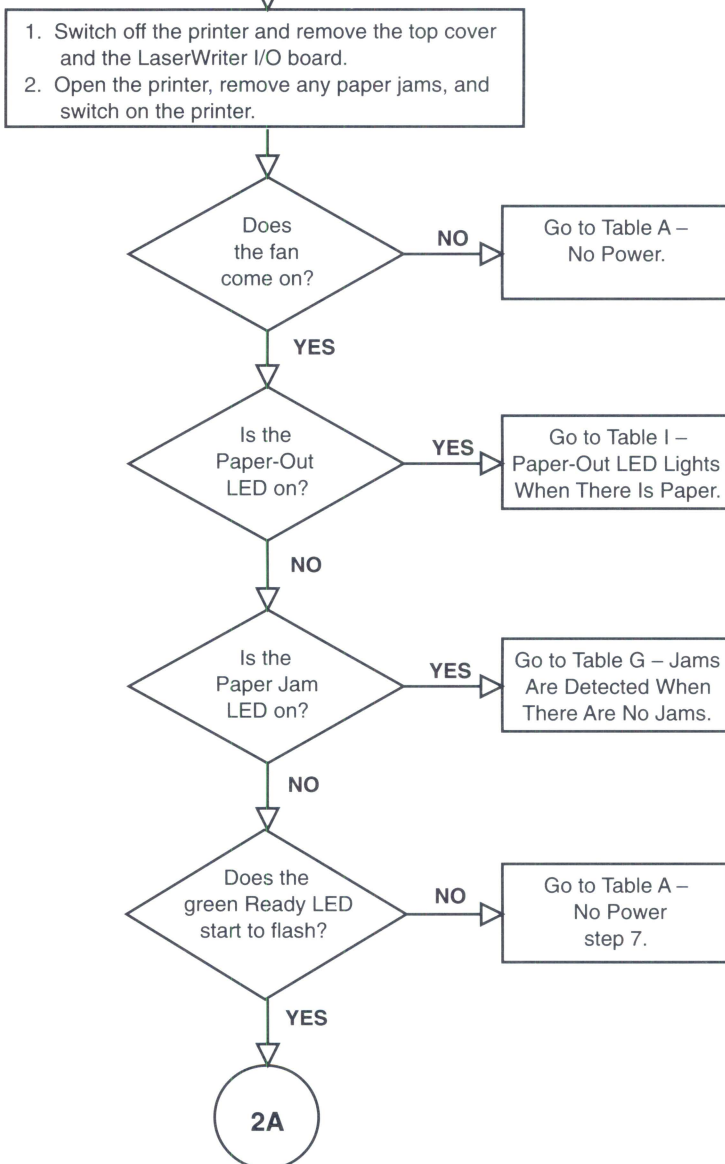 1. Switch off the printer and remove the top cover
and the LaserWriter I/O board.
2. Open the printer, remove any paper jams, and
switch on the printer.
Does
the fan
come on?
NO
Go to Table A –
No Power.
YES
Is the
Paper-Out
LED on?
YES
Go to Table I –
Paper-Out LED Lights
When There Is Paper.
NO
Is the
Paper Jam
LED on?
YES
Go to Table G – Jams
Are Detected When
There Are No Jams.
NO
Does the
green Ready LED
start to flash?
NO
Go to Table A –
No Power
step 7.
YES
2A